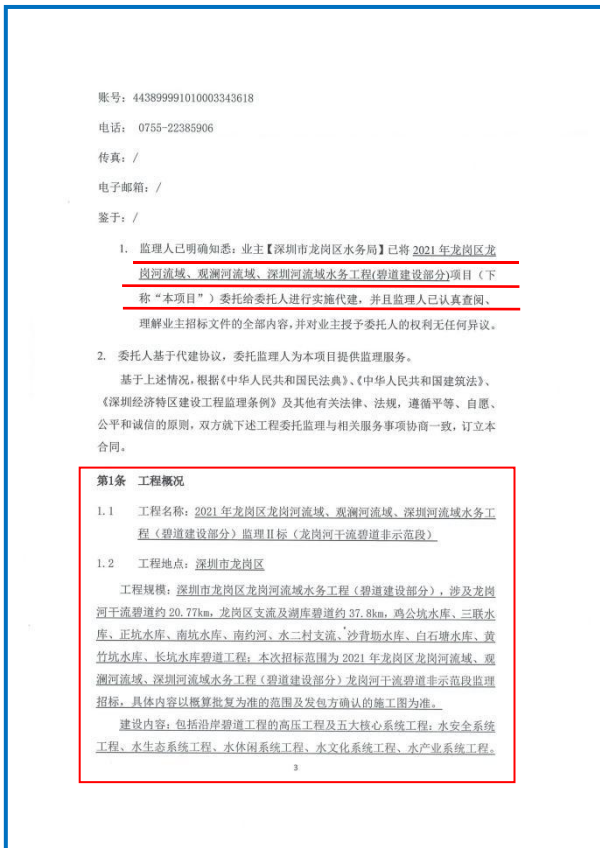 账号：443899991010003343618
电话： 0755-22385906
传真：/
电子邮箱：/
鉴于：/
1. 监理人已明确知悉：业主【深圳市龙岗区水务局】已将 2021 年龙岗区龙
岗河流域、观澜河流域、深圳河流域水务工程(碧道建设部分)项目（下
称“本项目”）委托给委托人进行实施代建，并且监理人已认真查阅、
理解业主招标文件的全部内容，并对业主授予委托人的权利无任何异议。
2. 委托人基于代建协议，委托监理人为本项目提供监理服务。
基于上述情况，根据《中华人民共和国民法典》、《中华人民共和国建筑法》、
《深圳经济特区建设工程监理条例》及其他有关法律、法规，遵循平等、自愿、
公平和诚信的原则，双方就下述工程委托监理与相关服务事项协商一致，订立本
合同。
第1条 工程概况
1.1 工程名称：2021 年龙岗区龙岗河流域、观澜河流域、深圳河流域水务工
程（碧道建设部分）监理Ⅱ标（龙岗河干流碧道非示范段）
1.2 工程地点：深圳市龙岗区
工程规模：深圳市龙岗区龙岗河流域水务工程（碧道建设部分），涉及龙岗
河干流碧道约 20.77km，龙岗区支流及湖库碧道约 37.8km，鸡公坑水库、三联水
库、正坑水库、南坑水库、南约河、水二村支流、沙背坜水库、白石塘水库、黄
竹坑水库、长坑水库碧道工程；本次招标范围为 2021 年龙岗区龙岗河流域、观
澜河流域、深圳河流域水务工程（碧道建设部分）龙岗河干流碧道非示范段监理
招标，具体内容以概算批复为准的范围及发包方确认的施工图为准。
建设内容：包括沿岸碧道工程的高压工程及五大核心系统工程：水安全系统
工程、水生态系统工程、水休闲系统工程、水文化系统工程、水产业系统工程。
3